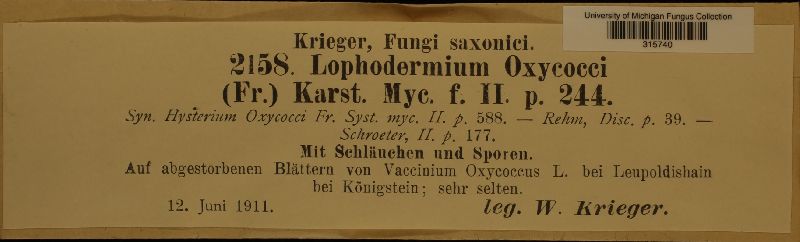 University of Michigan Fungus Collection
315740
Krieger, Fungi saxonici.
2158. Lophodermium Oxycocci
(Fr.) Karst. Myc. f. II. p. 244.
Syn. Hysterium Oxycocci Fr. Syst. myc. II. p. 588. — Rehm, Disc. p. 39. —
Schroeter, II. p. 177.
Mit Schläuchen und Sporen.
Auf abgestorbenen Blättern von Vaccinium Oxycoccus L. bei Leupoldishain
bei Königstein; sehr selten.
12. Juni 1911. leg. W. Krieger.